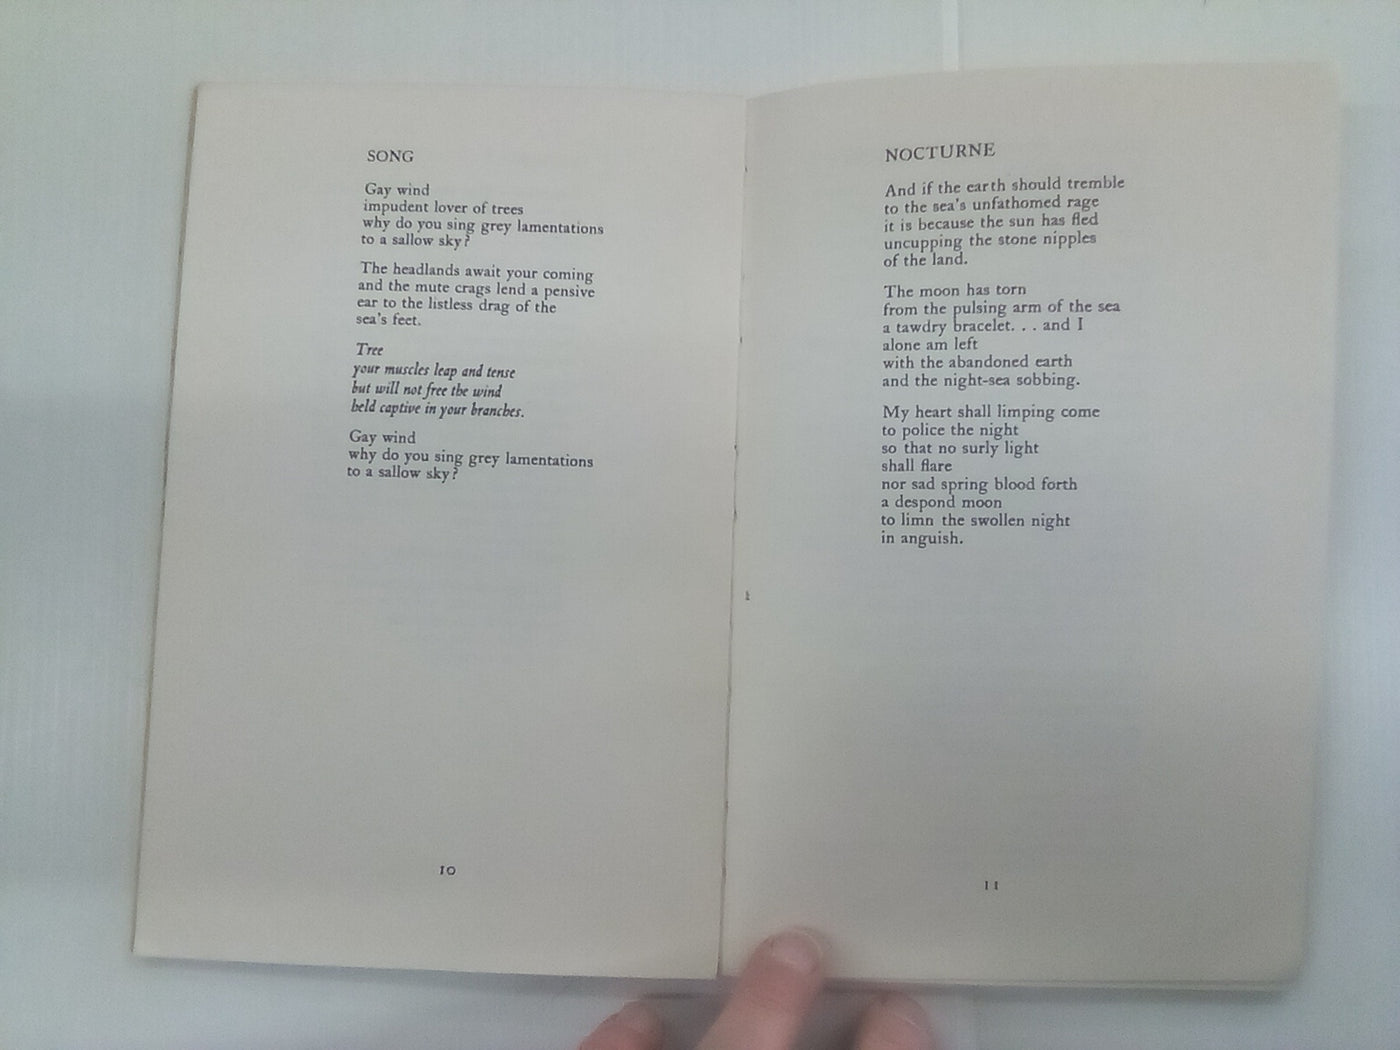 SONG
Gay wind
impudent lover of trees
why do you sing grey lamentations
to a sallow sky?
The headlands await your coming
and the mute crags lend a pensive
ear to the listless drag of the
sea's feet.
Tree
your muscles leap and tense
but will not free the wind
held captive in your branches.
Gay wind
why do you sing grey lamentations
to a sallow sky?
10
NOCTURNE
And if the earth should tremble
to the sea's unfathomed rage
it is because the sun has fled
uncupping the stone nipples
of the land.
The moon has torn
from the pulsing arm of the sea
a tawdry bracelet. . . and I
alone am left
with the abandoned earth
and the night-sea sobbing.
My heart shall limping come
to police the night
so that no surly light
shall flare
nor sad spring blood forth
a despond moon
to limn the swollen night
in anguish.
11